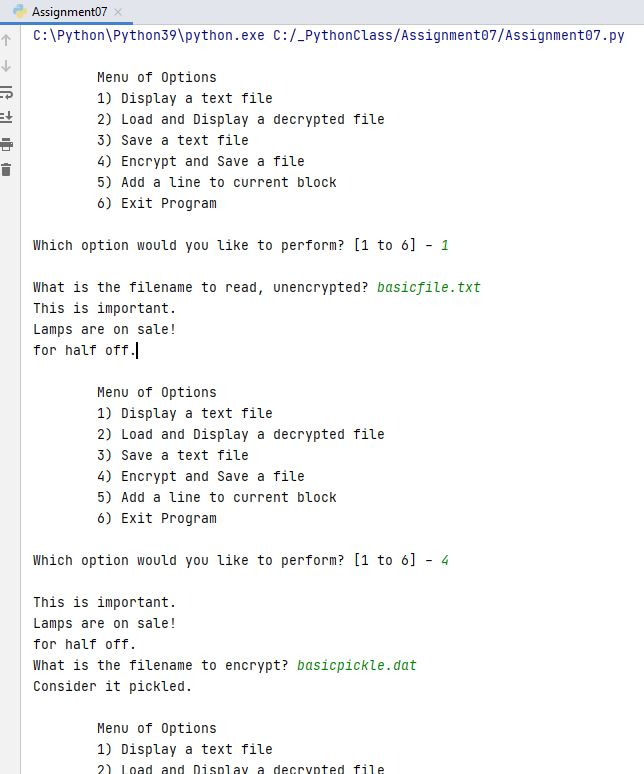 Assignment07
C:\Python\Python39\python.exe C:/_PythonClass/Assignment07/Assignment07.py
Menu of Options
1) Display a text file
2) Load and Display a decrypted file
3) Save a text file
4) Encrypt and Save a file
5) Add a line to current block
6) Exit Program
Which option would you like to perform? [1 to 6] - 1
What is the filename to read, unencrypted? basicfile.txt
This is important.
Lamps are on sale!
for half off.
Menu of Options
1) Display a text file
2) Load and Display a decrypted file
3) Save a text file
4) Encrypt and Save a file
5) Add a line to current block
6) Exit Program
Which option would you like to perform? [1 to 6] - 4
This is important.
Lamps are on sale!
for half off.
What is the filename to encrypt? basicpickle.dat
Consider it pickled.
Menu of Options
1) Display a text file
2) Load and Display a decrypted file